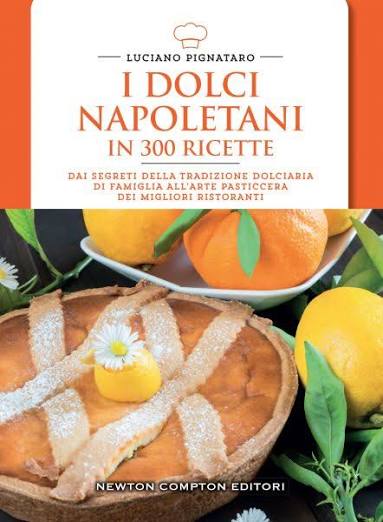 LUCIANO PIGNATARO
I DOLCI
NAPOLETANI
IN 300 RICETTE
DAI SEGRETI DELLA TRADIZIONE DOLCIARIA
DI FAMIGLIA ALL'ARTE PASTICCERA
DEI MIGLIORI RISTORANTI
NEWTON COMPTON EDITORI